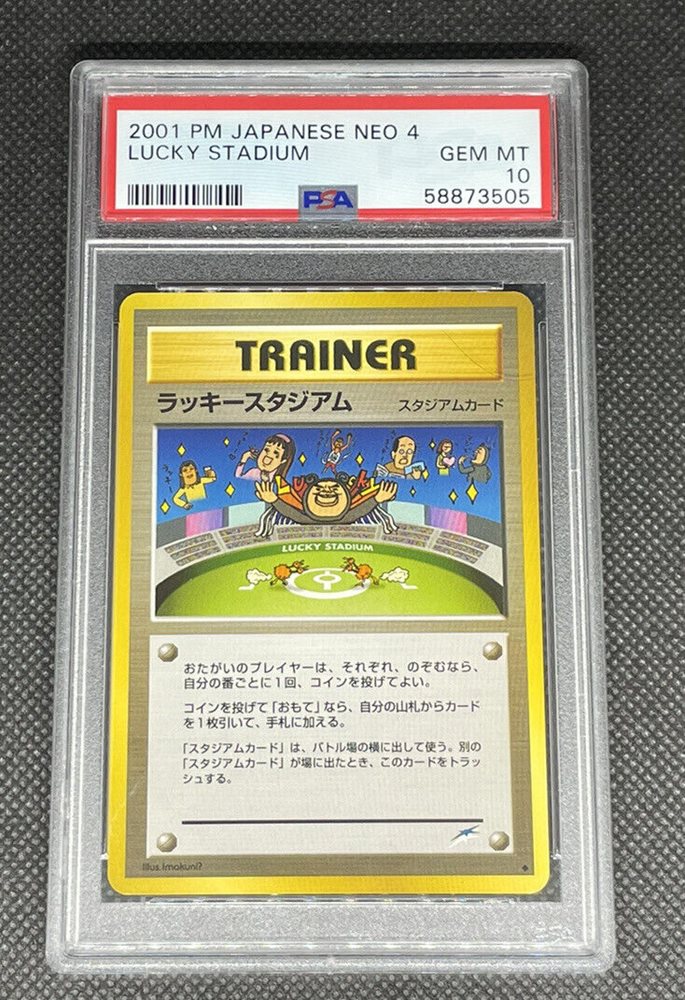 2001 PM JAPANESE NEO 4
LUCKY STADIUM
GEM MT
10
PSA
58873505
TRAINER
ラッキースタジアム
スタジアムカード
LUCKY
LUCKY STADIUM
おたがいのプレイヤーは、それぞれ、のぞむなら、
自分の番ごとに1回、コインを投げてよい。
コインを投げて「おもて」なら、自分の山札からカード
を1枚引いて、手札に加える。
「スタジアムカード」は、バトル場の横に出して使う。別の
「スタジアムカード」が場に出たとき、このカードをトラッ
シュする。
Illus. Imakuni?